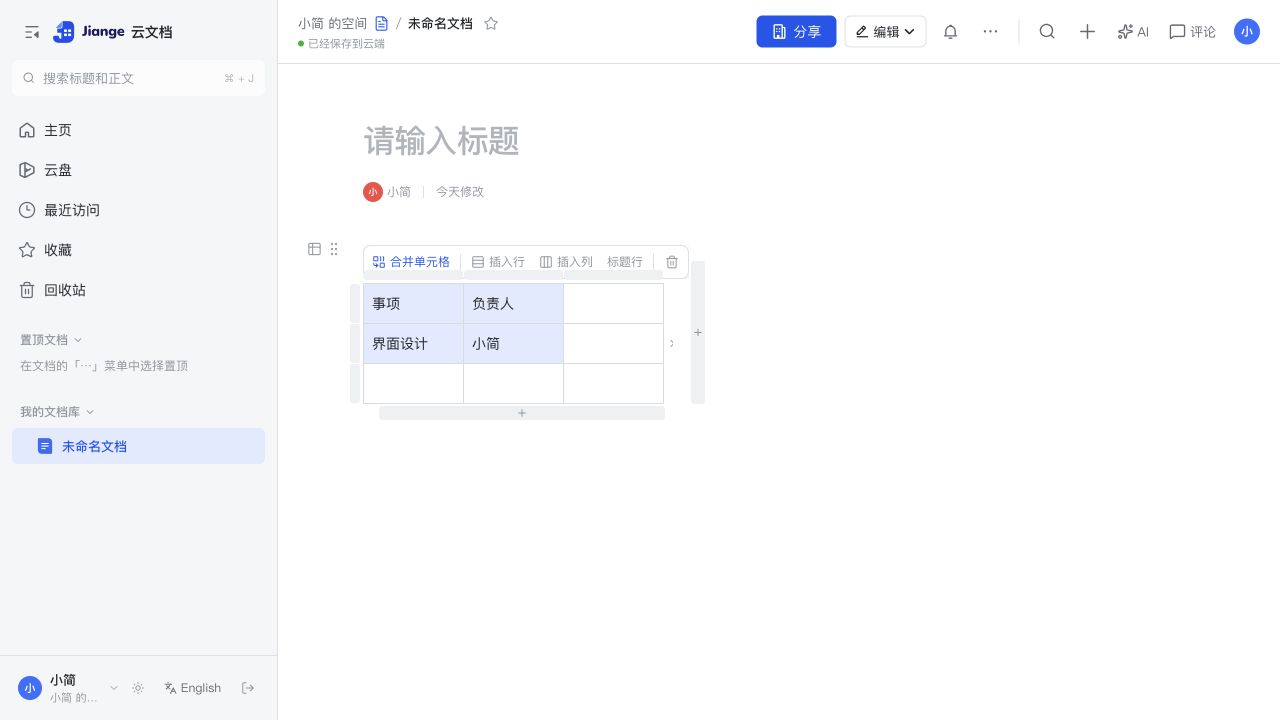 Jiange 云文档
搜索标题和正文 ⌘ + J
主页
云盘
最近访问
收藏
回收站
置顶文档
在文档的「···」菜单中选择置顶
我的文档库
未命名文档
小 小简
小简 的...
English
小简 的空间 / 未命名文档
已经保存到云端
分享 编辑 AI 评论 小
请输入标题
小 小简 今天修改
合并单元格 插入行 插入列 标题行
事项 负责人
界面设计 小简
+
+